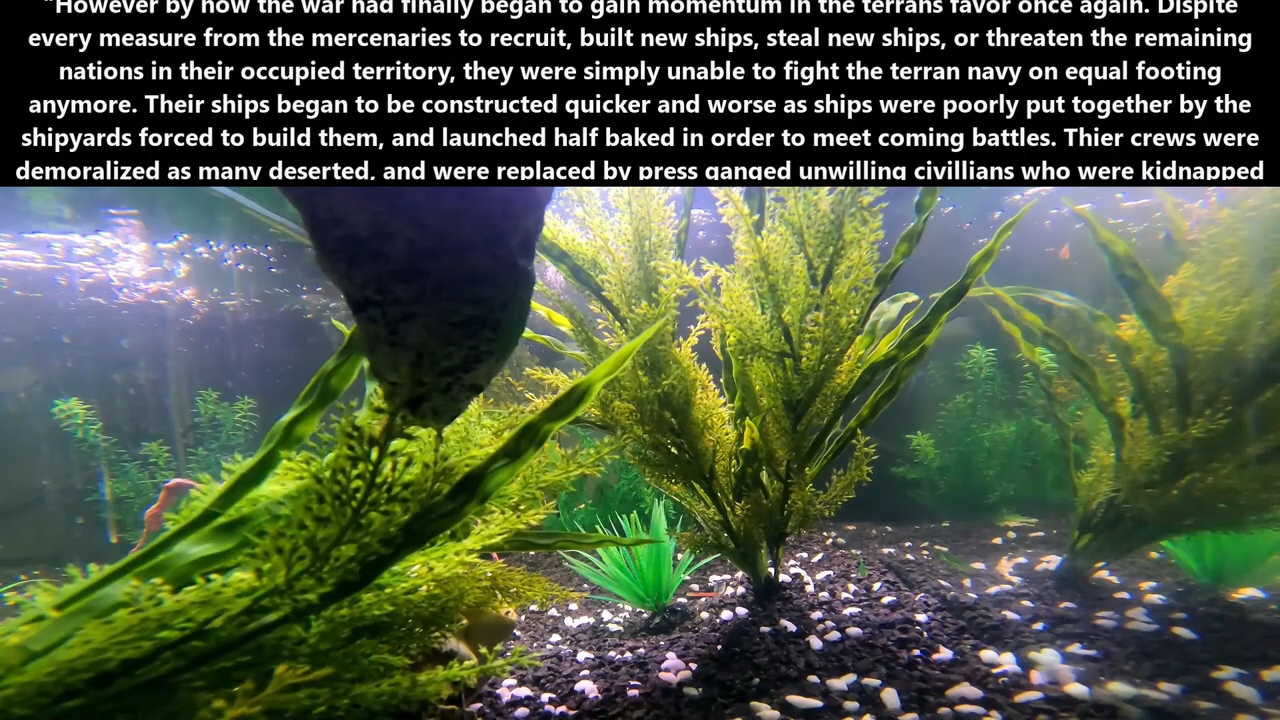 "However by now the war had finally began to gain momentum in the terrans favor once again. Dispite
every measure from the mercenaries to recruit, built new ships, steal new ships, or threaten the remaining
nations in their occupied territory, they were simply unable to fight the terran navy on equal footing
anymore. Their ships began to be constructed quicker and worse as ships were poorly put together by the
shipyards forced to build them, and launched half baked in order to meet coming battles. Thier crews were
demoralized as many deserted, and were replaced by press ganged unwilling civillians who were kidnapped